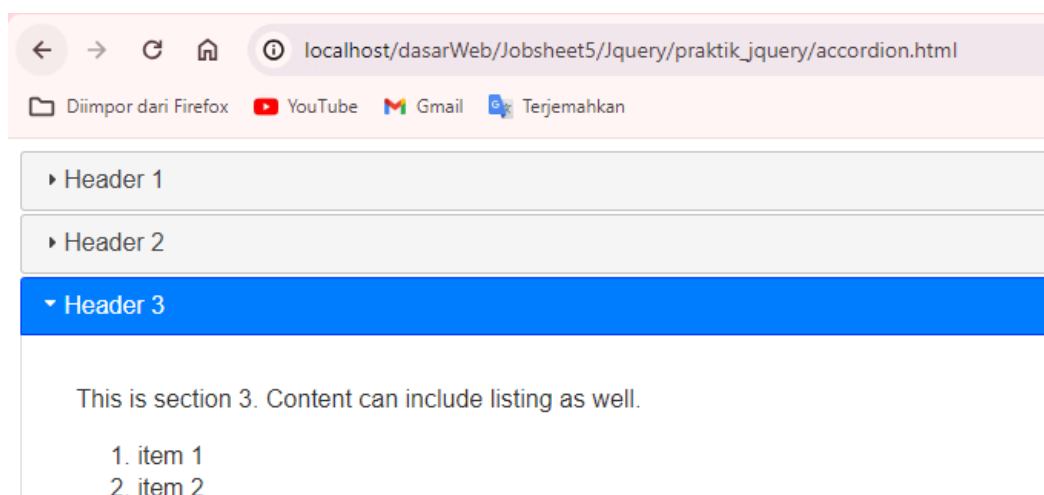 localhost/dasarWeb/Jobsheet5/Jquery/praktik_jquery/accordion.html
Diimpor dari Firefox YouTube Gmail Terjemahkan
Header 1
Header 2
Header 3
This is section 3. Content can include listing as well.
1. item 1
2. item 2